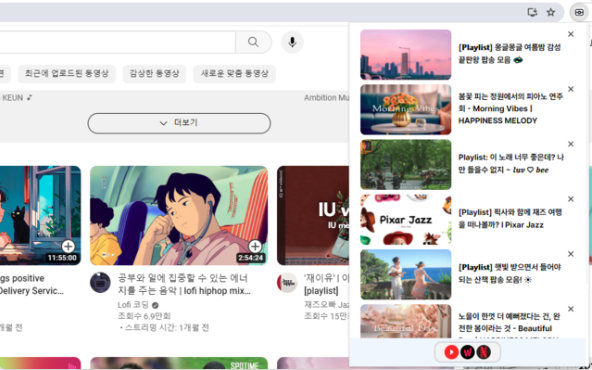 최근에 업로드된 동영상
감상한 동영상
새로운 맞춤 동영상
KEUN
Ambition Mu
더보기
11:55:00
2:54:24
gs positive
Delivery Servic...
개월 전
공부와 일에 집중할 수 있는 에너
지를 주는 음악 | lofi hiphop mix...
Lofi 코딩
조회수 6.9만회
• 스트리밍 시간: 1개월 전
IU
IU m
'재이유' | 이
[playlist]
재즈오빠 Jaz
조회수 15만
SPOTIME
[Playlist] 몽글몽글 여름밤 감성
끝판왕 팝송 모음
Morning Vibes
봄꽃 피는 정원에서의 피아노 연주
회 - Morning Vibes |
HAPPINESS MELODY
Playlist: 이 노래 너무 좋은데? 나
만 들을수 없지 ~ luv ♡ bee
Pixar Jazz
[Playlist] 픽사와 함께 재즈 여행
을 떠나볼까? I Pixar Jazz
[Playlist] 햇빛 받으면서 들어야
되는 산책 팝송 모음! ☀
Beautiful
노을이 한껏 더 예뻐졌다는 건, 완
전한 봄이라는 것 - Beautiful